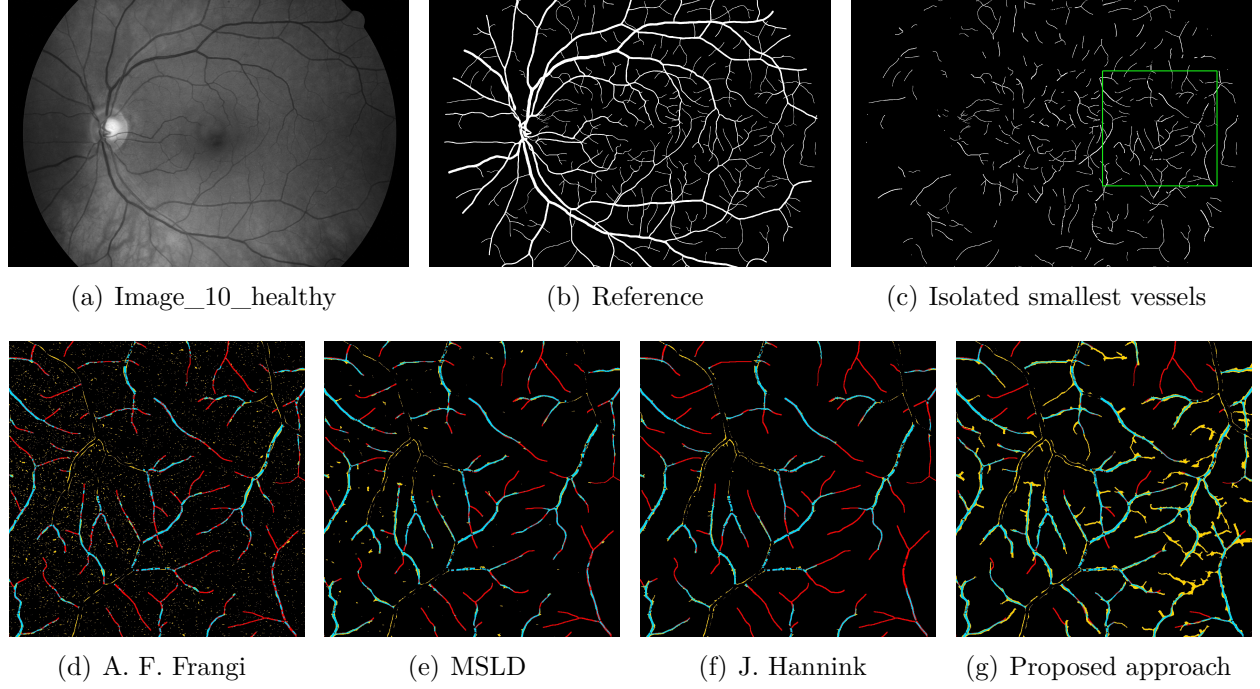 (a) Image_10_healthy
(b) Reference
(c) Isolated smallest vessels
(d) A. F. Frangi
(e) MSLD
(f) J. Hannink
(g) Proposed approach